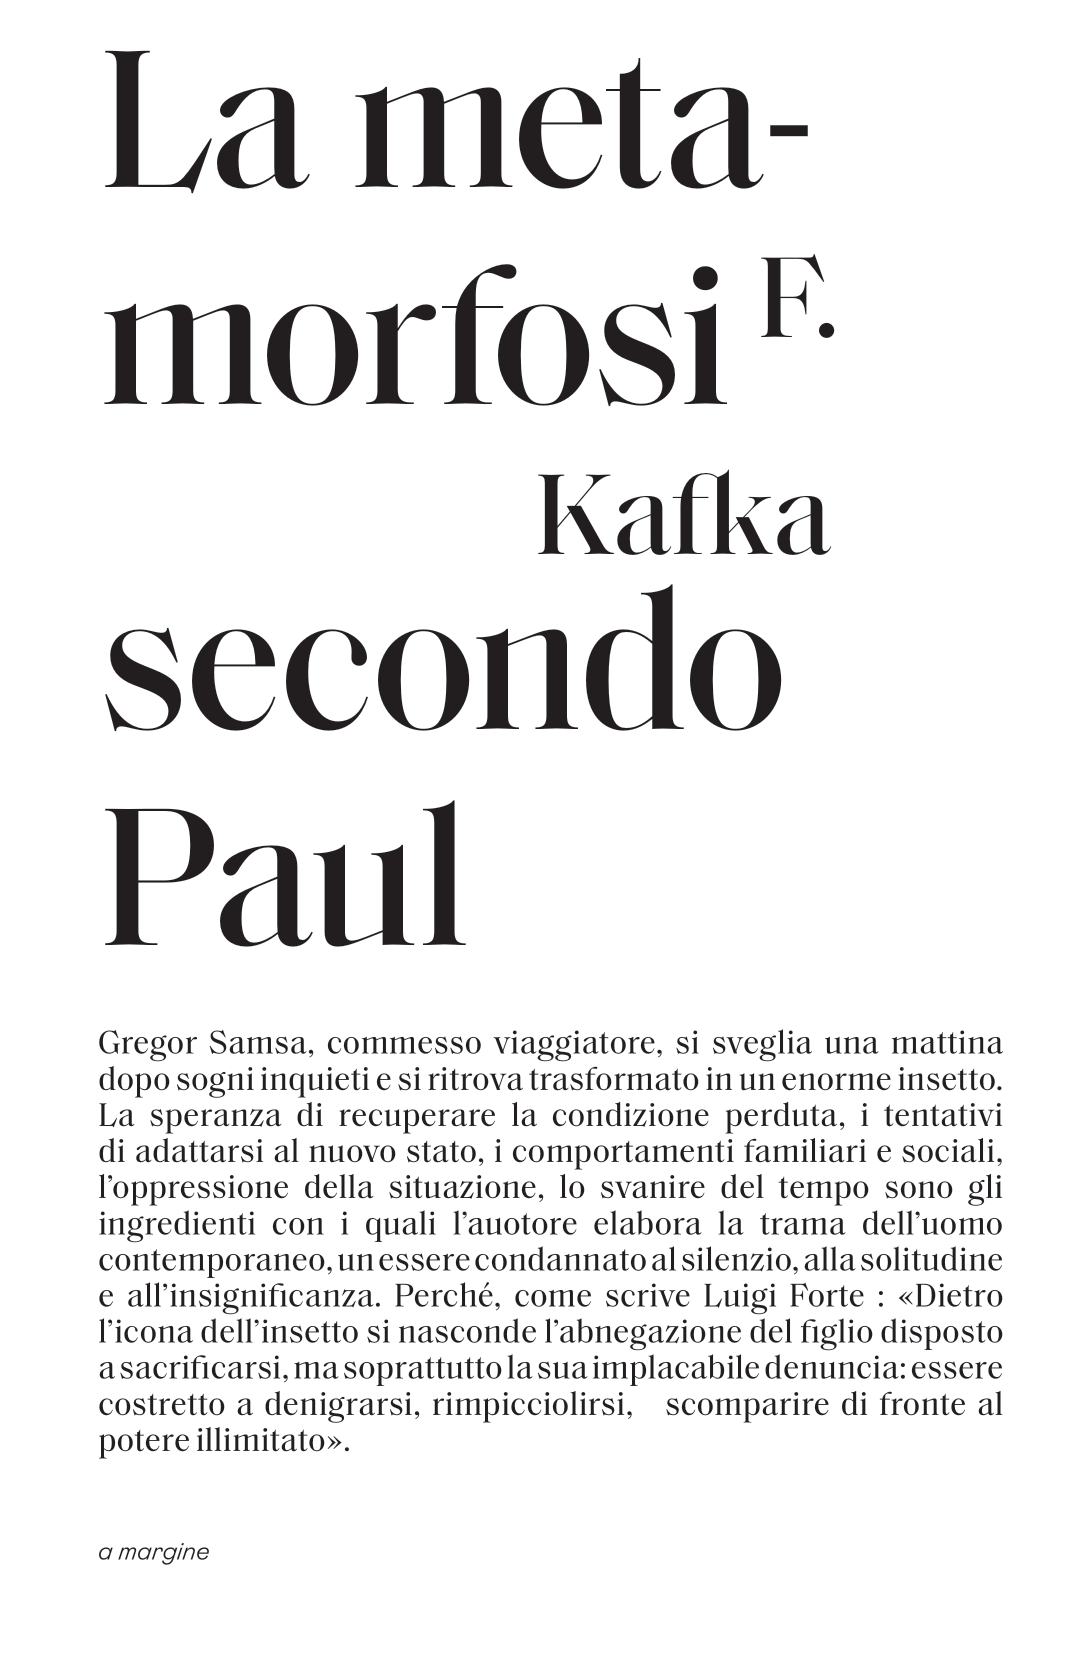 La meta-
morfosi F.
Kafka
secondo
Paul
Gregor Samsa, commesso viaggiatore, si sveglia una mattina
dopo sogni inquieti e si ritrova trasformato in un enorme insetto.
La speranza di recuperare la condizione perduta, i tentativi
di adattarsi al nuovo stato, i comportamenti familiari e sociali,
l’oppressione della situazione, lo svanire del tempo sono gli
ingredienti con i quali l’auotore elabora la trama dell’uomo
contemporaneo, un essere condannato al silenzio, alla solitudine
e all’insignificanza. Perché, come scrive Luigi Forte : «Dietro
l’icona dell’insetto si nasconde l’abnegazione del figlio disposto
a sacrificarsi, ma soprattutto la sua implacabile denuncia: essere
costretto a denigrarsi, rimpicciolirsi, scomparire di fronte al
potere illimitato».
a margine